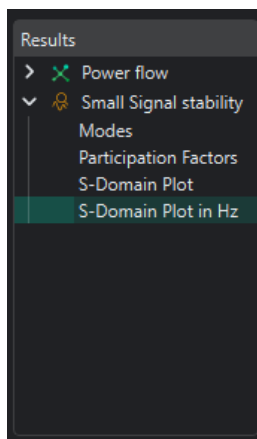 Results
Power flow
Small Signal stability
Modes
Participation Factors
S-Domain Plot
S-Domain Plot in Hz